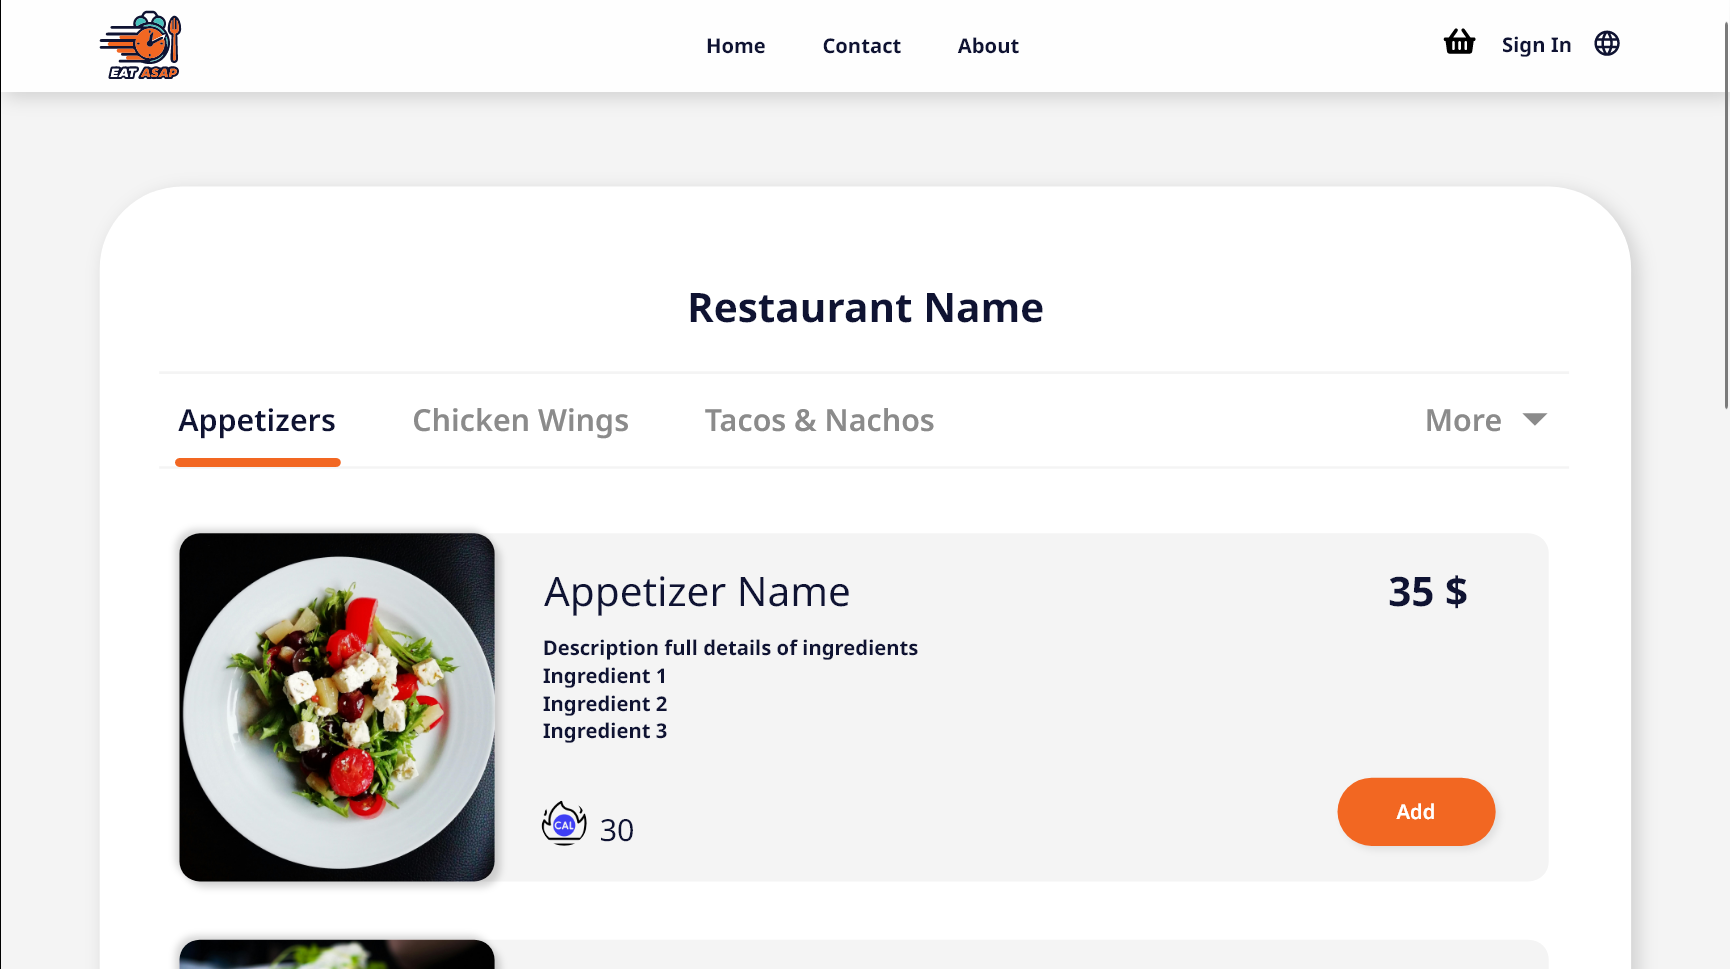 EAT ASAP
Home
Contact
About
Sign In
Restaurant Name
Appetizers
Chicken Wings
Tacos & Nachos
More
Appetizer Name
35 $
Description full details of ingredients
Ingredient 1
Ingredient 2
Ingredient 3
CAL
30
Add